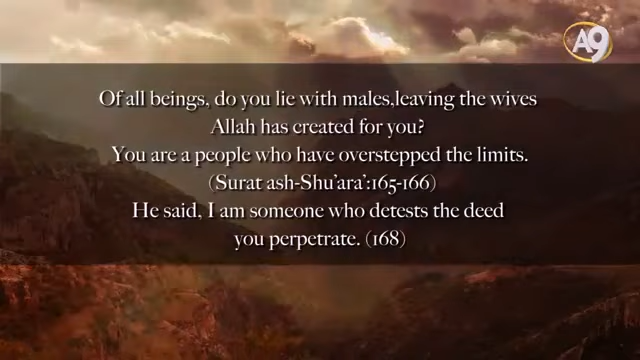 A9
Of all beings, do you lie with males,leaving the wives
Allah has created for you?
You are a people who have overstepped the limits.
(Surat ash-Shu'ara':165-166)
He said, I am someone who detests the deed
you perpetrate. (168)